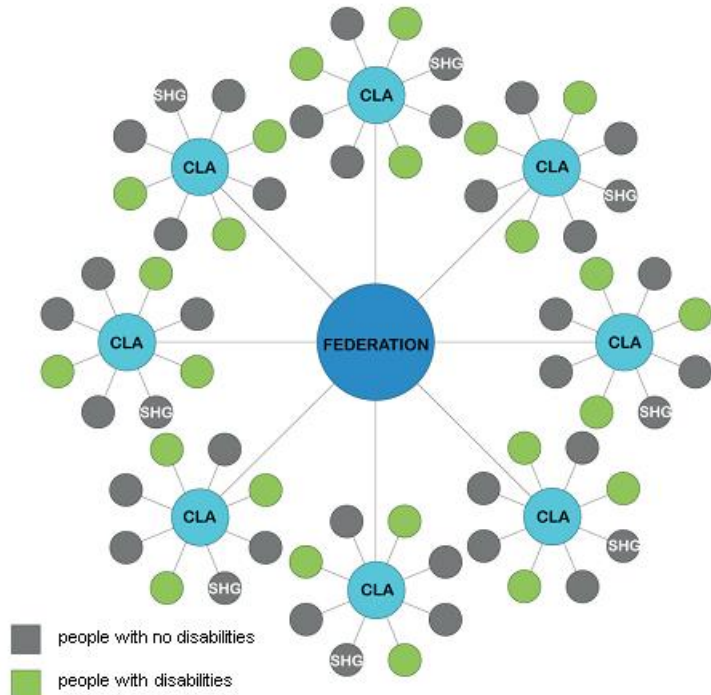 SHG
CLA
SHG
CLA
CLA
SHG
CLA
FEDERATION
CLA
SHG
SHG
CLA
CLA
SHG
SHG
CLA
SHG
people with no disabilities
people with disabilities